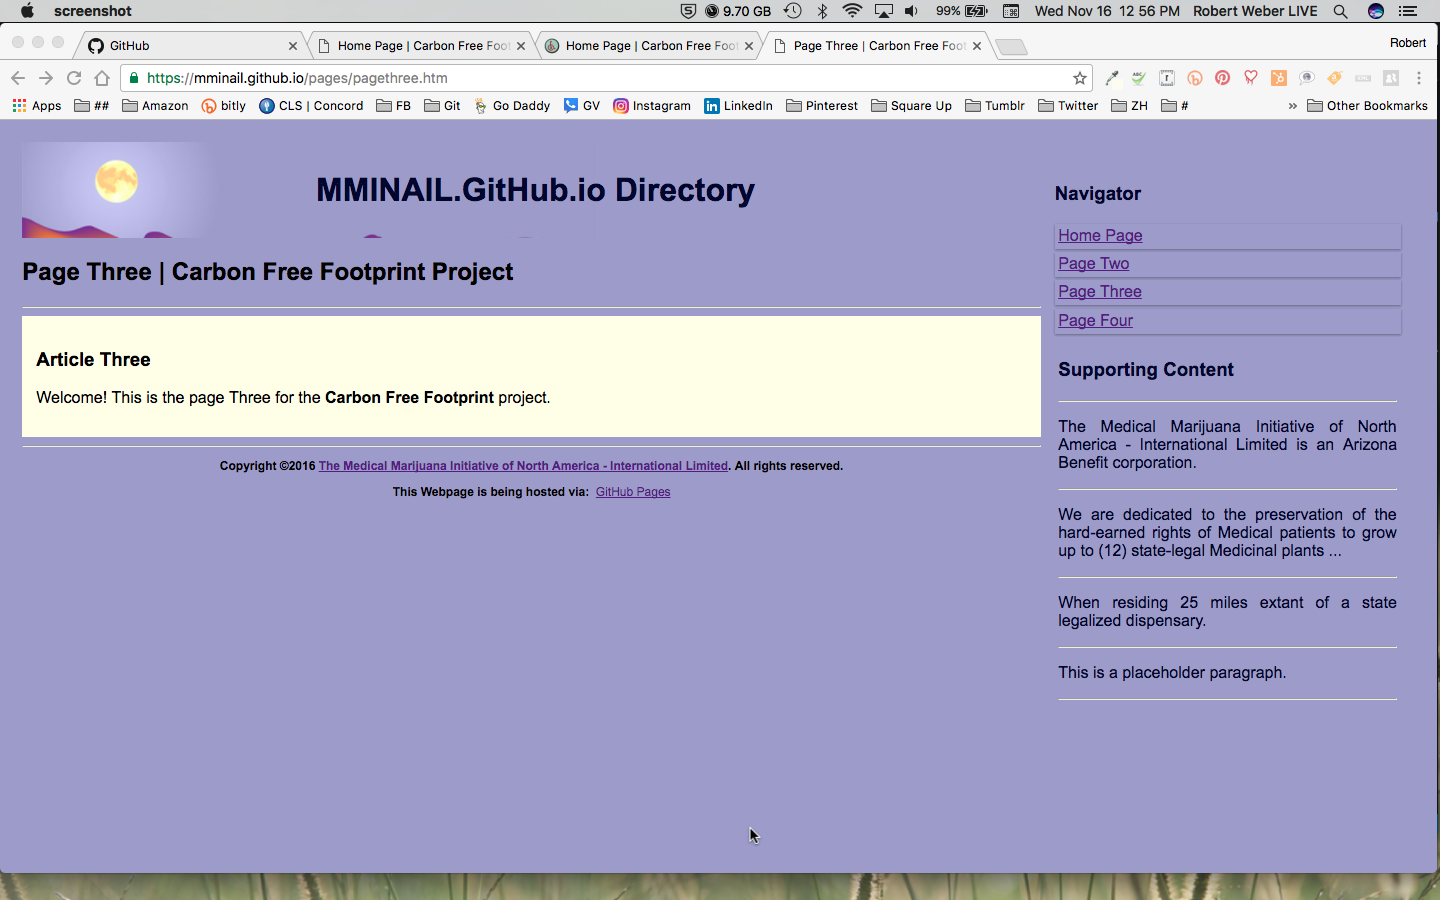 screenshot 9.70 GB 99% Wed Nov 16 12 56 PM Robert Weber LIVE
GitHub Home Page | Carbon Free Foot Home Page | Carbon Free Foot Page Three | Carbon Free Foot Robert
https://mminail.github.io/pages/pagethree.htm
Apps ## Amazon bitly CLS | Concord FB Git Go Daddy GV Instagram LinkedIn Pinterest Square Up Tumblr Twitter ZH # » Other Bookmarks
MMINAIL.GitHub.io Directory
Page Three | Carbon Free Footprint Project
Article Three
Welcome! This is the page Three for the Carbon Free Footprint project.
Copyright ©2016 The Medical Marijuana Initiative of North America - International Limited. All rights reserved.
This Webpage is being hosted via: GitHub Pages
Navigator
Home Page
Page Two
Page Three
Page Four
Supporting Content
The Medical Marijuana Initiative of North
America - International Limited is an Arizona
Benefit corporation.
We are dedicated to the preservation of the
hard-earned rights of Medical patients to grow
up to (12) state-legal Medicinal plants ...
When residing 25 miles extant of a state
legalized dispensary.
This is a placeholder paragraph.